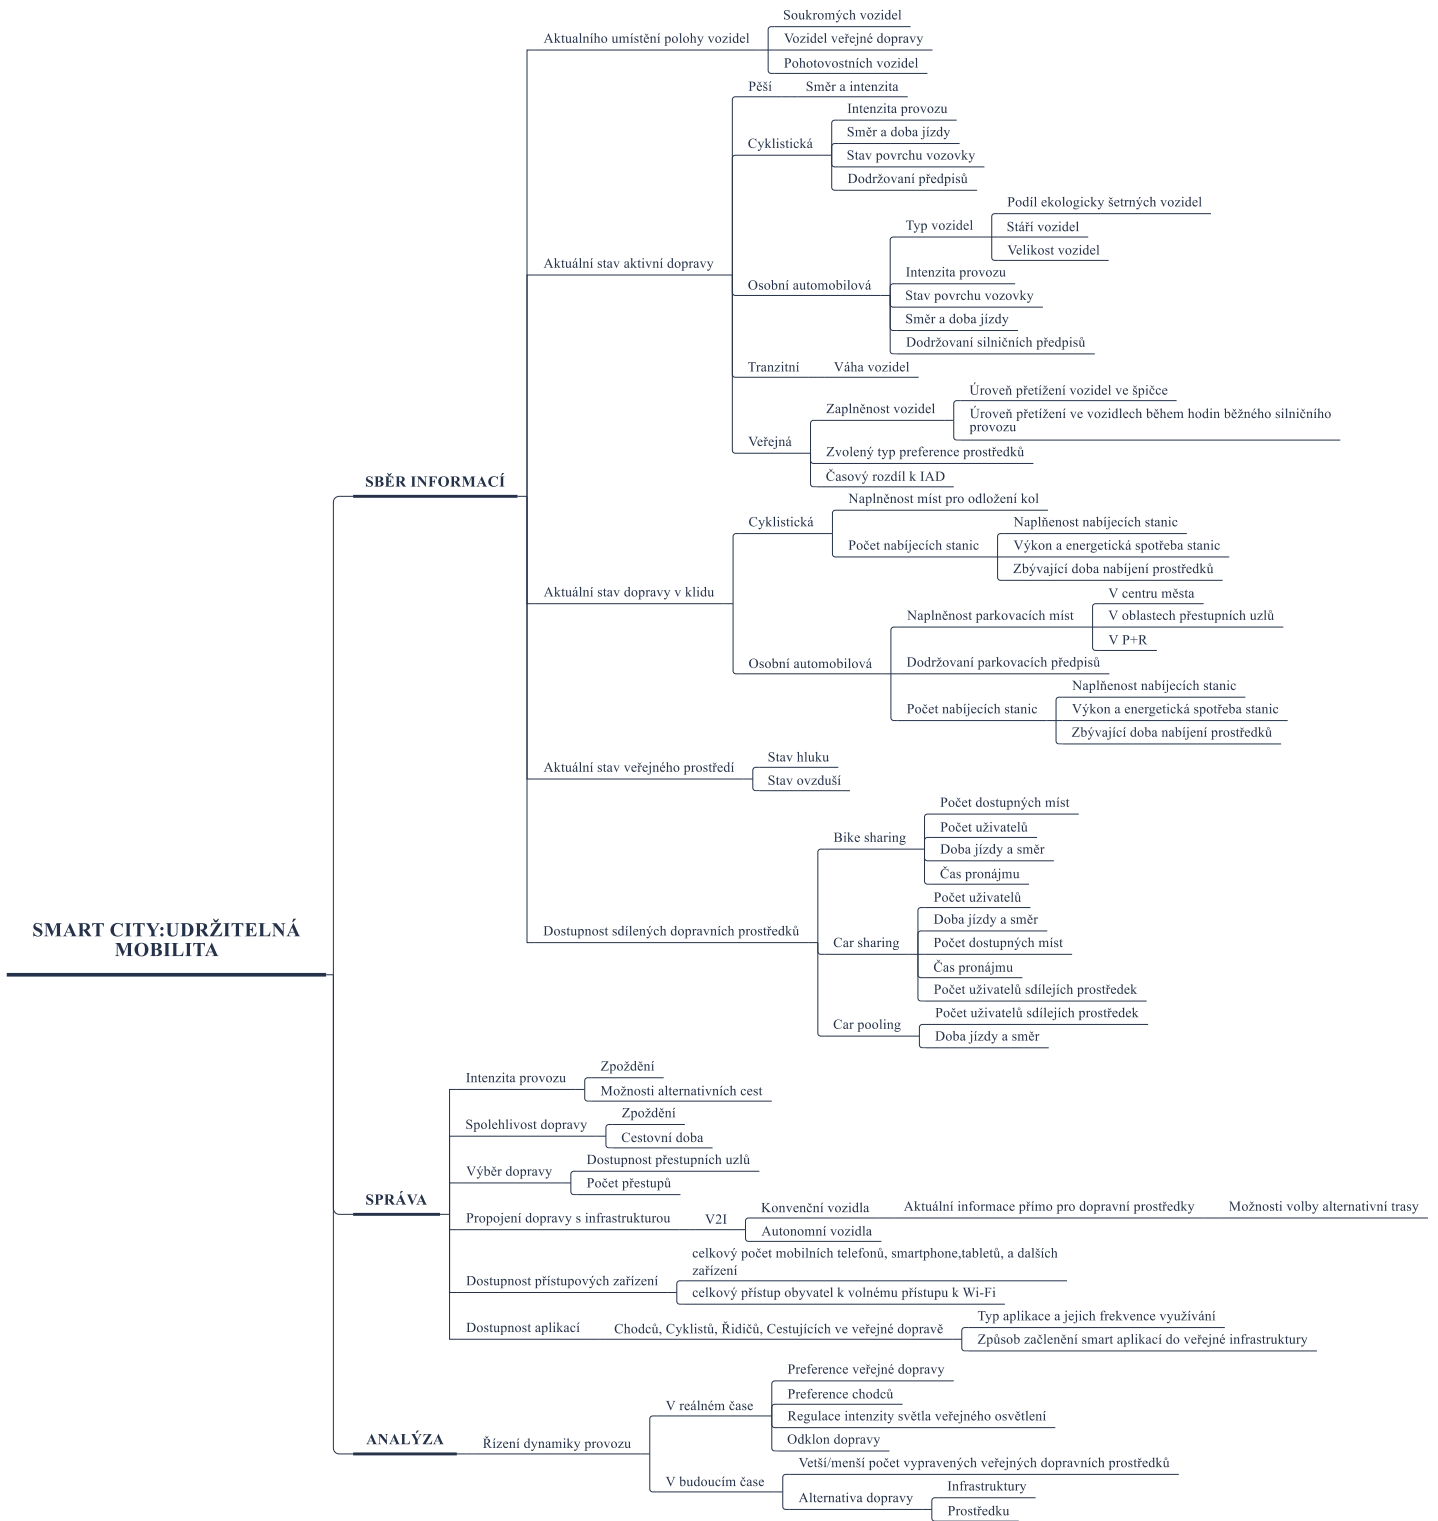 SMART CITY:UDRŽITELNÁ
MOBILITA
SBĚR INFORMACÍ
Aktualního umístění polohy vozidel
Soukromých vozidel
Vozidel veřejné dopravy
Pohotovostních vozidel
Aktuální stav aktivní dopravy
Pěší
Směr a intenzita
Cyklistická
Intenzita provozu
Směr a doba jízdy
Stav povrchu vozovky
Dodržovaní předpisů
Osobní automobilová
Typ vozidel
Podíl ekologicky šetrných vozidel
Stáří vozidel
Velikost vozidel
Intenzita provozu
Stav povrchu vozovky
Směr a doba jízdy
Dodržovaní silničních předpisů
Tranzitní
Váha vozidel
Veřejná
Zaplněnost vozidel
Úroveň přetížení vozidel ve špičce
Úroveň přetížení ve vozidlech během hodin běžného silničního
provozu
Zvolený typ preference prostředků
Časový rozdíl k IAD
Aktuální stav dopravy v klidu
Cyklistická
Naplněnost míst pro odložení kol
Počet nabíjecích stanic
Naplňenost nabíjecích stanic
Výkon a energetická spotřeba stanic
Zbývající doba nabíjení prostředků
Osobní automobilová
Naplněnost parkovacích míst
V centru města
V oblastech přestupních uzlů
V P+R
Dodržovaní parkovacích předpisů
Počet nabíjecích stanic
Naplňenost nabíjecích stanic
Výkon a energetická spotřeba stanic
Zbývající doba nabíjení prostředků
Aktuální stav veřejného prostředí
Stav hluku
Stav ovzduší
Dostupnost sdílených dopravních prostředků
Bike sharing
Počet dostupných míst
Počet uživatelů
Doba jízdy a směr
Čas pronájmu
Car sharing
Počet uživatelů
Doba jízdy a směr
Počet dostupných míst
Čas pronájmu
Počet uživatelů sdílejích prostředek
Car pooling
Počet uživatelů sdílejích prostředek
Doba jízdy a směr
SPRÁVA
Intenzita provozu
Zpoždění
Možnosti alternativních cest
Spolehlivost dopravy
Zpoždění
Cestovní doba
Výběr dopravy
Dostupnost přestupních uzlů
Počet přestupů
Propojení dopravy s infrastrukturou
V2I
Konvenční vozidla
Aktuální informace přímo pro dopravní prostředky
Možnosti volby alternativní trasy
Autonomní vozidla
Dostupnost přístupových zařízení
celkový počet mobilních telefonů, smartphone,tabletů, a dalších
zařízení
celkový přístup obyvatel k volnému přístupu k Wi-Fi
Dostupnost aplikací
Chodců, Cyklistů, Řidičů, Cestujících ve veřejné dopravě
Typ aplikace a jejich frekvence využívání
Způsob začlenění smart aplikací do veřejné infrastruktury
ANALÝZA
Řízení dynamiky provozu
V reálném čase
Preference veřejné dopravy
Preference chodců
Regulace intenzity světla veřejného osvětlení
Odklon dopravy
V budoucím čase
Vetší/menší počet vypravených veřejných dopravních prostředků
Alternativa dopravy
Infrastruktury
Prostředku